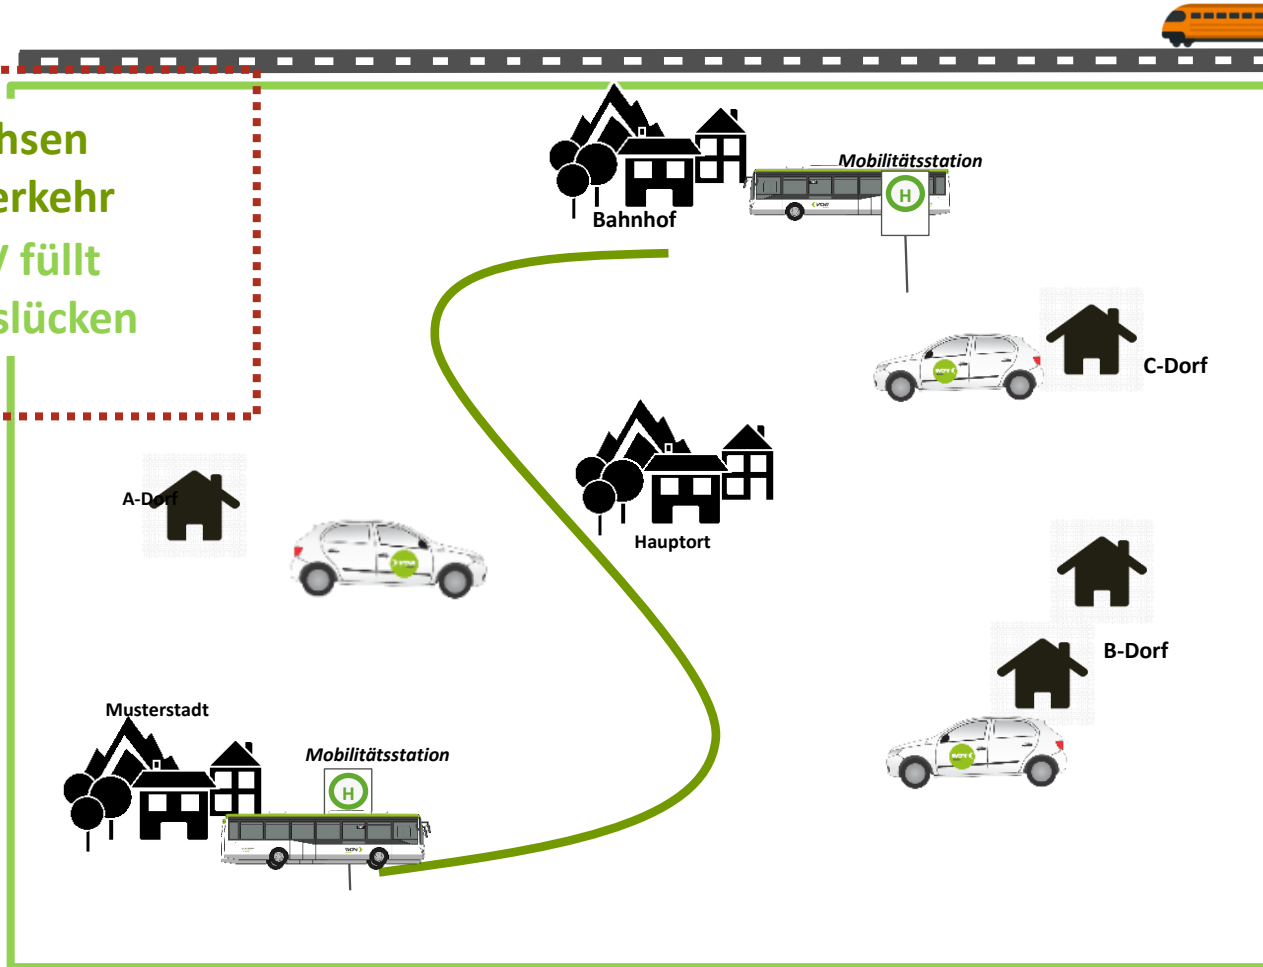 hsen
erkehr
füllt
slücken
Bahnhof
Mobilitätsstation
H
C-Dorf
A-Dorf
Hauptort
B-Dorf
Musterstadt
Mobilitätsstation
H